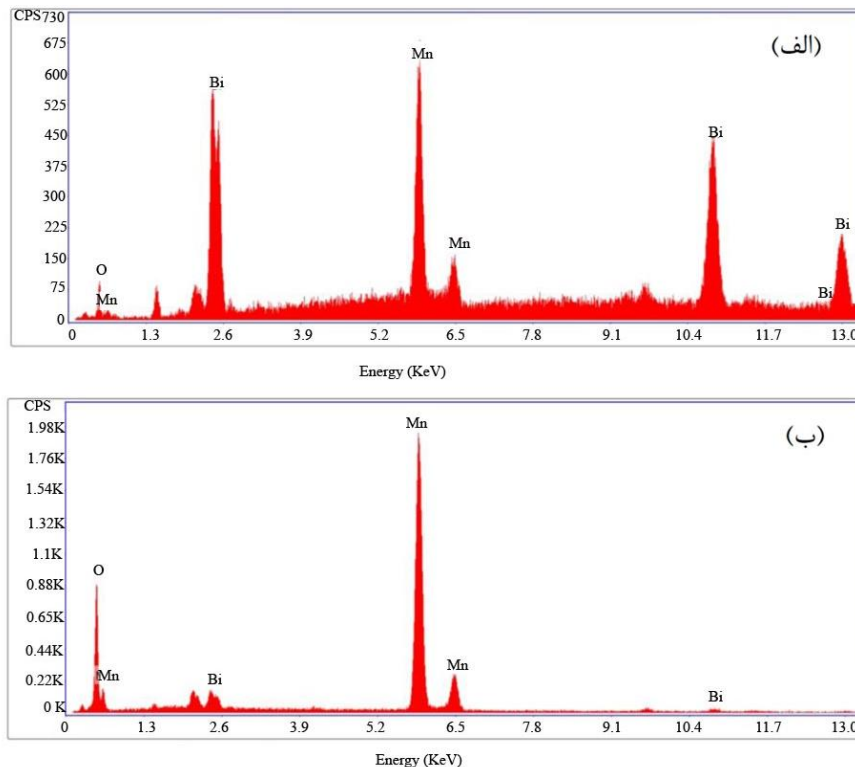 CPS 730
(الف)
675
600
525
450
375
300
225
150
75
0
Bi
Mn
Mn
Bi
Bi
Bi
O
Mn
0 1.3 2.6 3.9 5.2 6.5 7.8 9.1 10.4 11.7 13.0
Energy (KeV)
CPS
(ب)
1.98K
1.76K
1.54K
1.32K
1.1K
0.88K
0.65K
0.44K
0.22K
0 K
Mn
O
Mn
Bi
Mn
Bi
0 1.3 2.6 3.9 5.2 6.5 7.8 9.1 10.4 11.7 13.0
Energy (KeV)